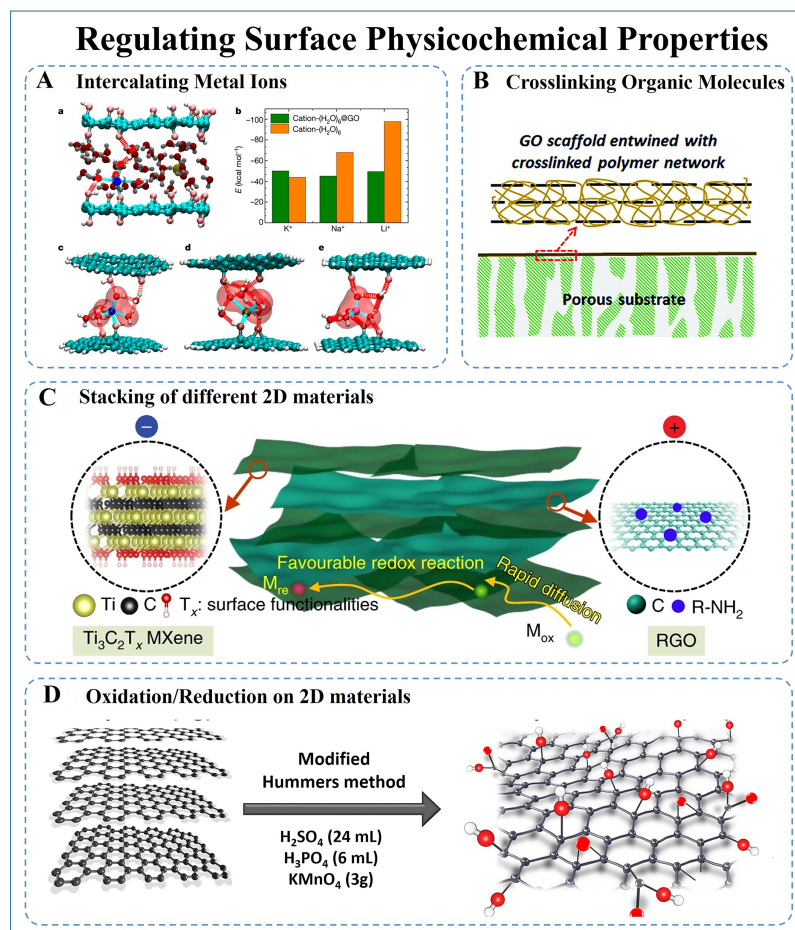 Regulating Surface Physicochemical Properties
A Intercalating Metal Ions
a
b
−100
−80
−60
−40
−20
0
E (kcal mol⁻¹)
Cation-(H₂O)₆@GO
Cation-(H₂O)₆
K⁺ Na⁺ Li⁺
c
d
e
B Crosslinking Organic Molecules
GO scaffold entwined with
crosslinked polymer network
Porous substrate
C Stacking of different 2D materials
−
+
Favourable redox reaction
Rapid diffusion
Mre
Mox
Ti C Tx: surface functionalities
Ti₃C₂Tx MXene
C R-NH₂
RGO
D Oxidation/Reduction on 2D materials
Modified
Hummers method
H₂SO₄ (24 mL)
H₃PO₄ (6 mL)
KMnO₄ (3g)